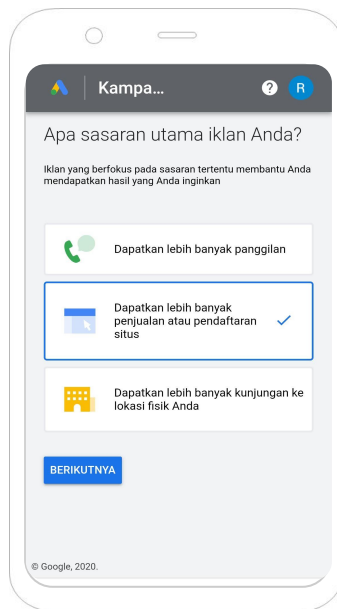 Kampa...
? R
Apa sasaran utama iklan Anda?
Iklan yang berfokus pada sasaran tertentu membantu Anda
mendapatkan hasil yang Anda inginkan
Dapatkan lebih banyak panggilan
Dapatkan lebih banyak
penjualan atau pendaftaran
situs
Dapatkan lebih banyak kunjungan ke
lokasi fisik Anda
BERIKUTNYA
© Google, 2020.